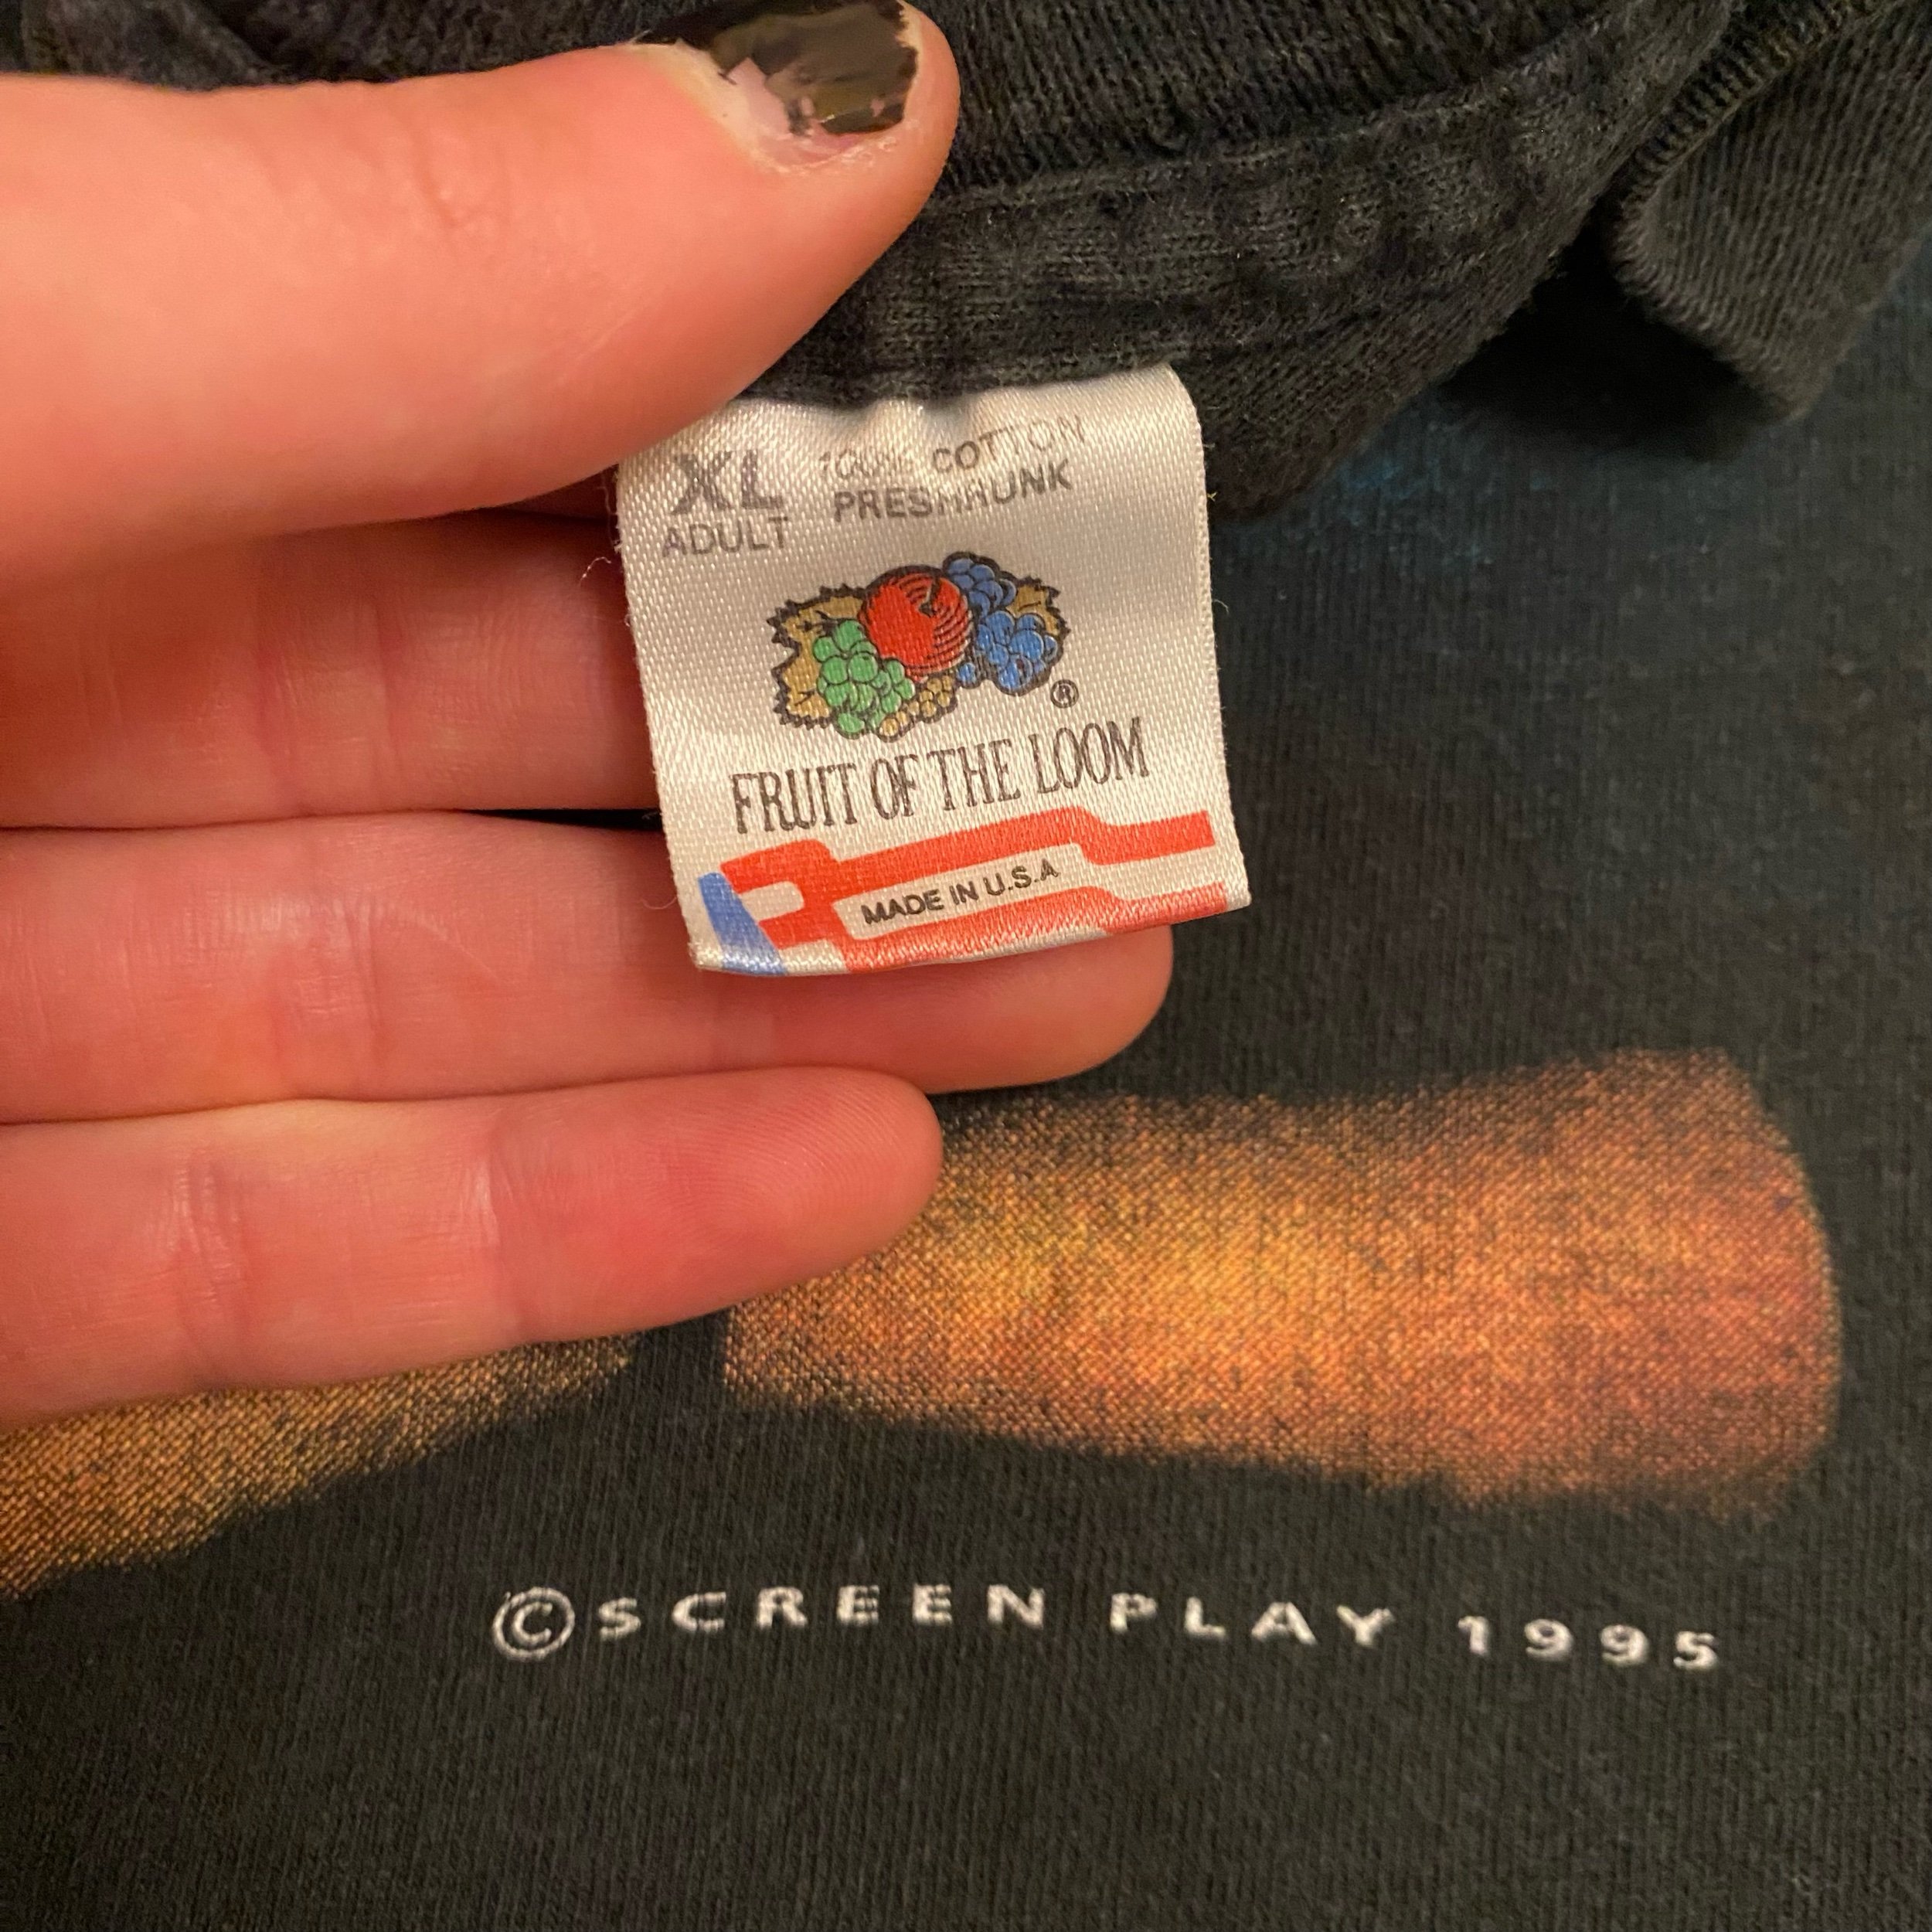 XL 100% COTTON
ADULT PRESHRUNK
®
FRUIT OF THE LOOM
MADE IN U.S.A
©SCREEN PLAY 1995